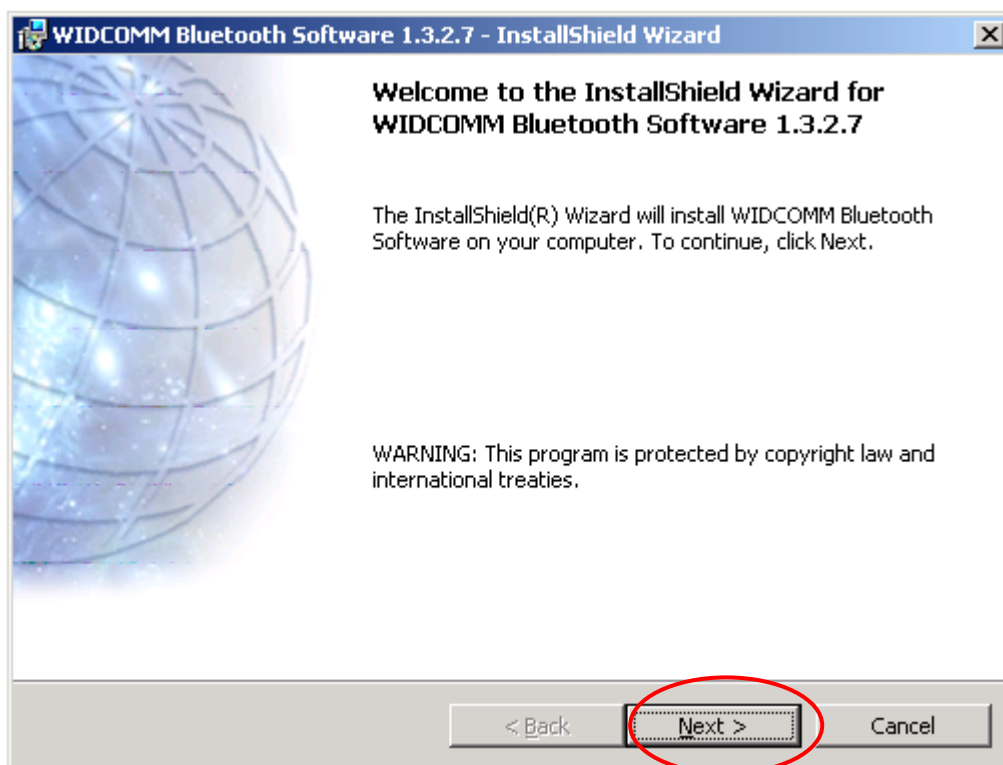 WIDCOMM Bluetooth Software 1.3.2.7 - InstallShield Wizard
Welcome to the InstallShield Wizard for
WIDCOMM Bluetooth Software 1.3.2.7
The InstallShield(R) Wizard will install WIDCOMM Bluetooth
Software on your computer. To continue, click Next.
WARNING: This program is protected by copyright law and
international treaties.
< Back Next > Cancel